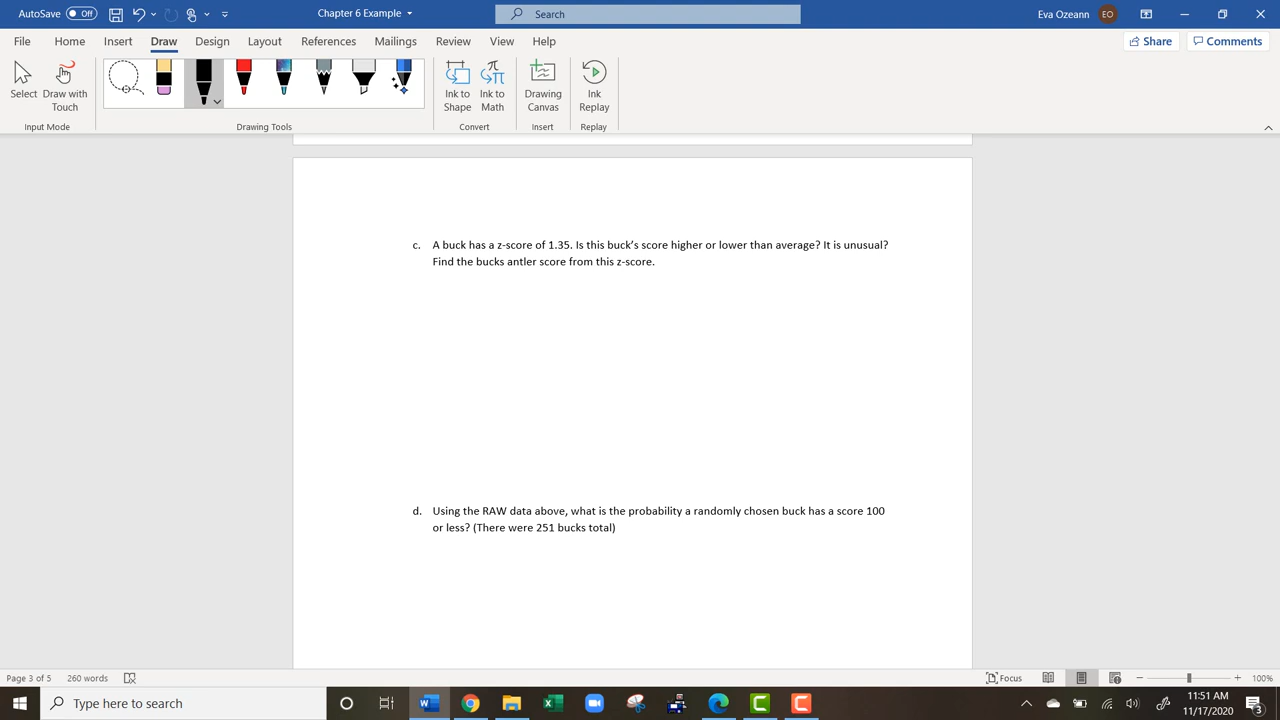 AutoSave Off
Chapter 6 Example
Search
Eva Ozeann EO
File Home Insert Draw Design Layout References Mailings Review View Help
Share Comments
Select
Draw with Touch
Input Mode
Drawing Tools
Ink to Shape
Ink to Math
Convert
Drawing Canvas
Insert
Ink Replay
Replay
c. A buck has a z-score of 1.35. Is this buck's score higher or lower than average? It is unusual?
Find the bucks antler score from this z-score.
d. Using the RAW data above, what is the probability a randomly chosen buck has a score 100
or less? (There were 251 bucks total)
Page 3 of 5 260 words
Focus
100%
Type here to search
11:51 AM
11/17/2020
3